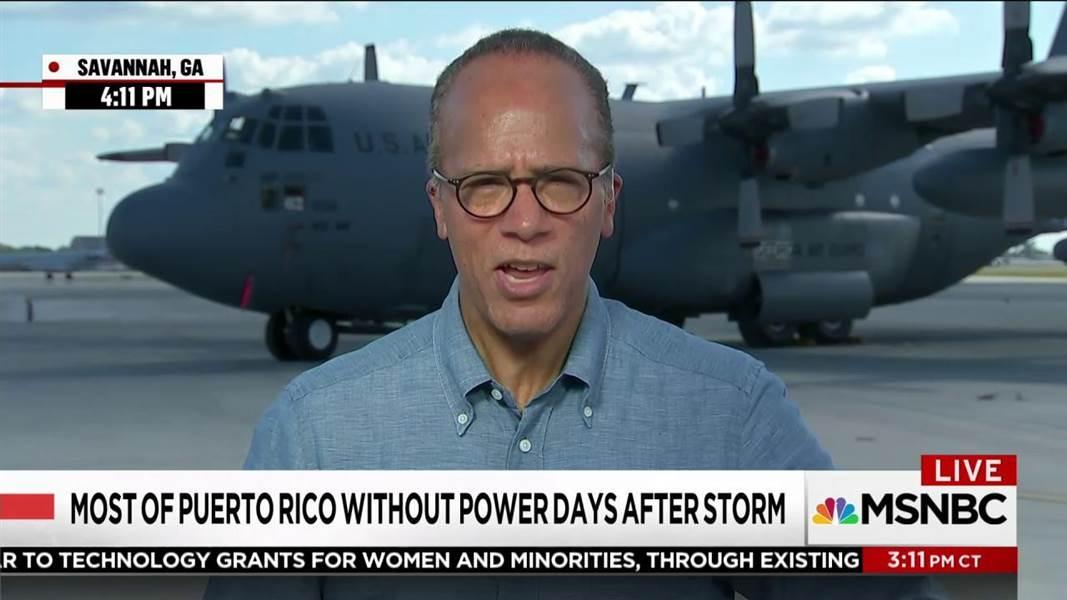 SAVANNAH, GA
4:11 PM
U.S.
LIVE
MOST OF PUERTO RICO WITHOUT POWER DAYS AFTER STORM
MSNBC
AR TO TECHNOLOGY GRANTS FOR WOMEN AND MINORITIES, THROUGH EXISTING
3:11 PM CT